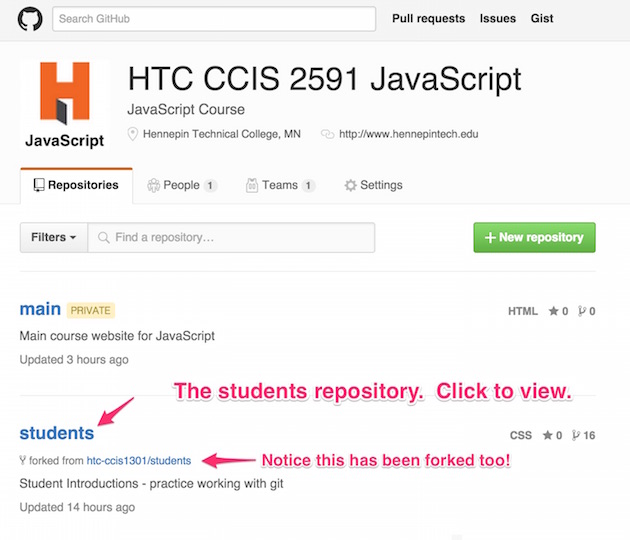 Search GitHub
Pull requests Issues Gist
HTC CCIS 2591 JavaScript
JavaScript Course
JavaScript
Hennepin Technical College, MN http://www.hennepintech.edu
Repositories People 1 Teams 1 Settings
Filters Find a repository... + New repository
main PRIVATE HTML 0 0
Main course website for JavaScript
Updated 3 hours ago
The students repository. Click to view.
students CSS 0 16
forked from htc-ccis1301/students Notice this has been forked too!
Student Introductions - practice working with git
Updated 14 hours ago